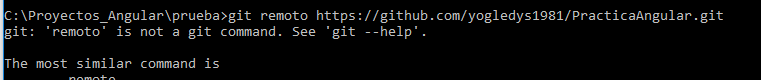 C:\Proyectos_Angular\prueba>git remoto https://github.com/yogledys1981/PracticaAngular.git
git: 'remoto' is not a git command. See 'git --help'.
The most similar command is